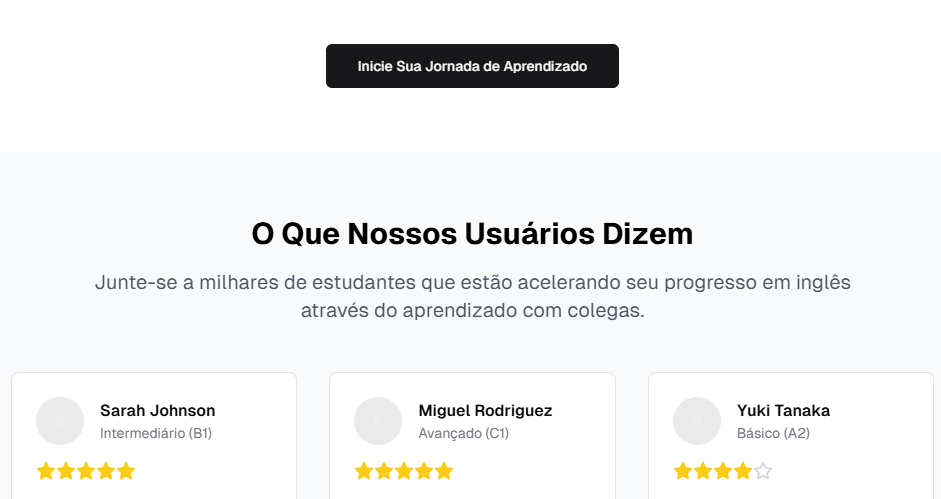 Inicie Sua Jornada de Aprendizado
O Que Nossos Usuários Dizem
Junte-se a milhares de estudantes que estão acelerando seu progresso em inglês
através do aprendizado com colegas.
Sarah Johnson
Intermediário (B1)
Miguel Rodriguez
Avançado (C1)
Yuki Tanaka
Básico (A2)